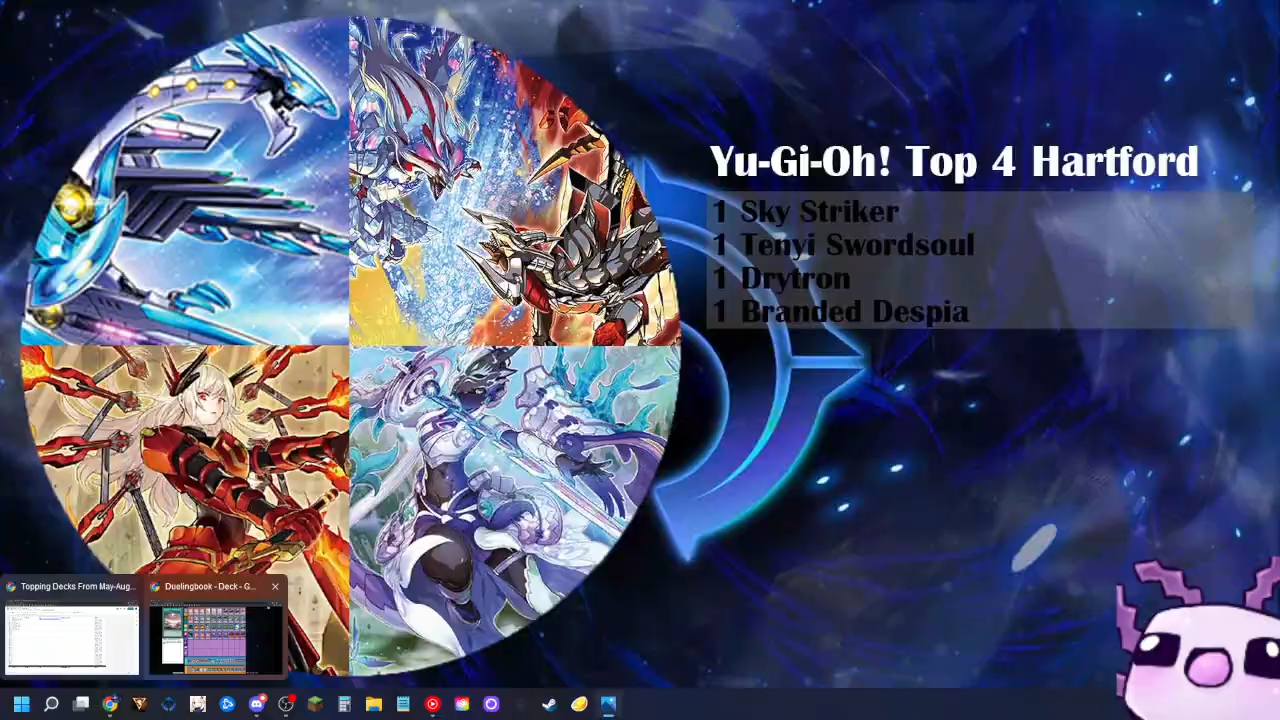 Yu-Gi-Oh! Top 4 Hartford
1 Sky Striker
1 Tenyi Swordsoul
1 Drytron
1 Branded Despia
Topping Decks From May-Aug...
Duelingbook - Deck - G...